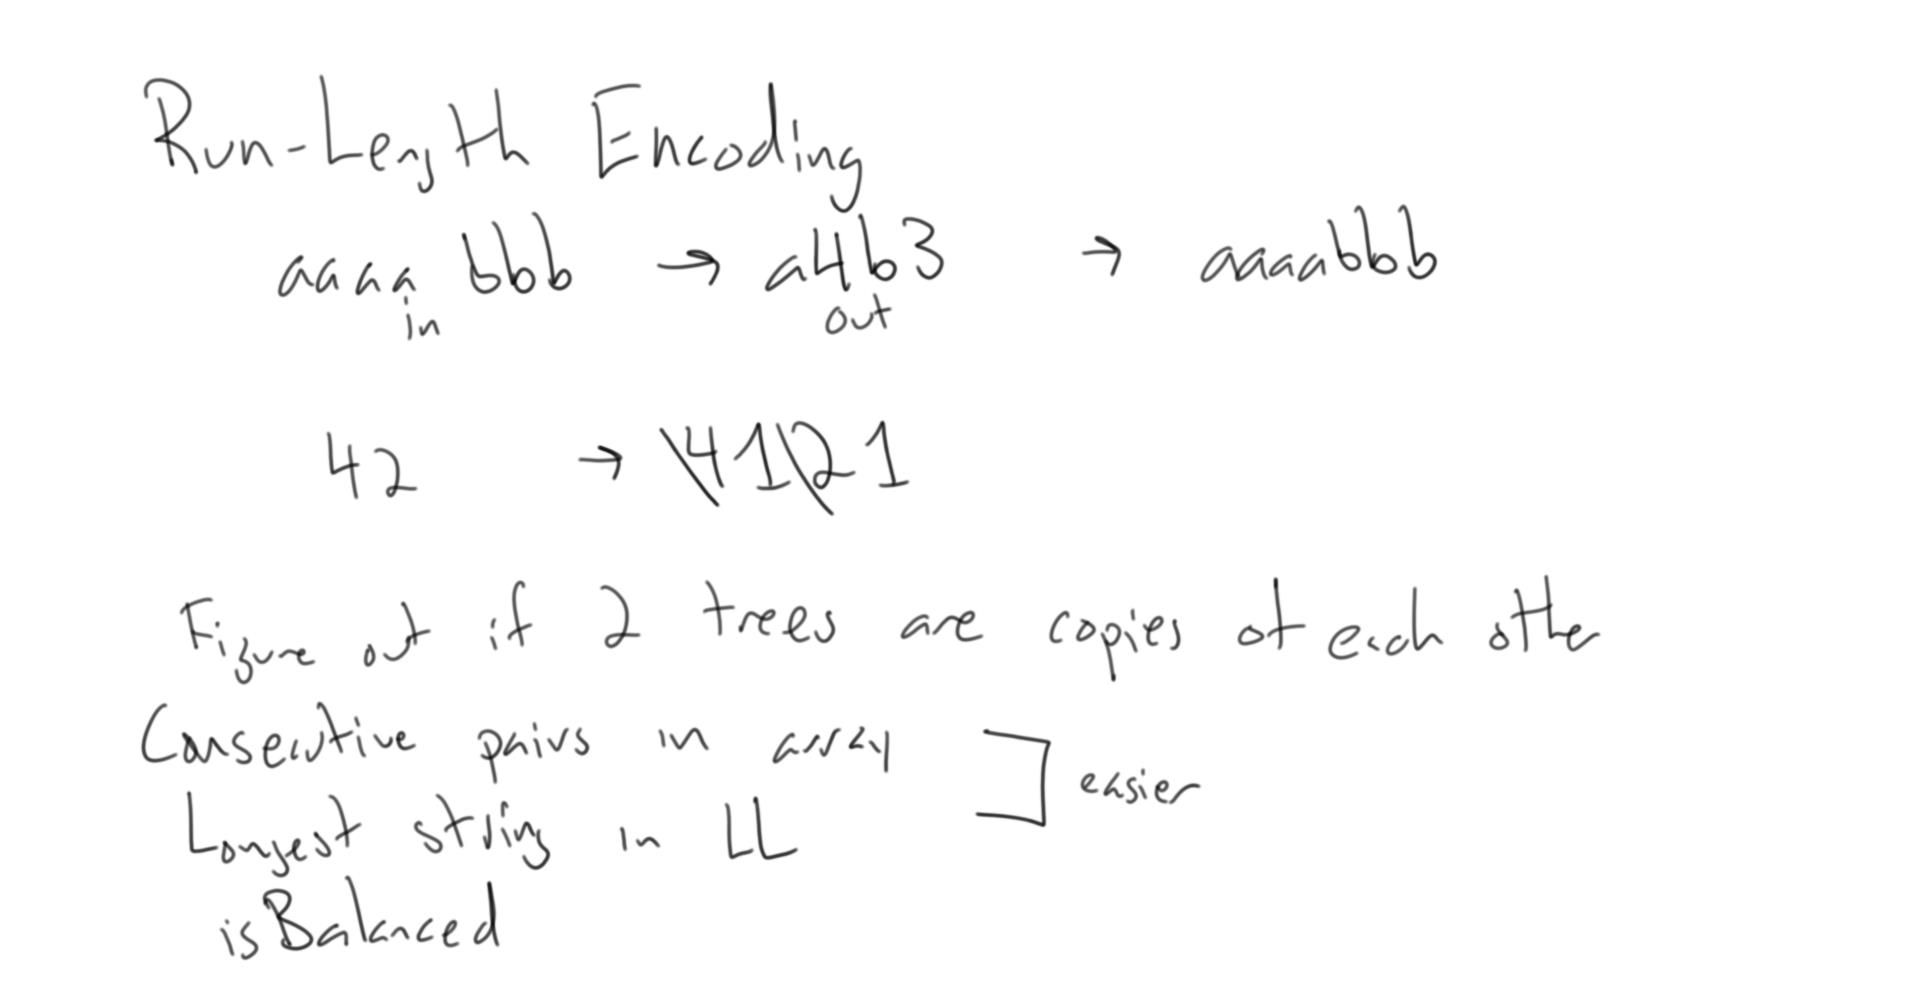 Run-Length Encoding
aaaa bbb → a4b3 → aaaabbb
in out
42 → \41\21
Figure out if 2 trees are copies of each othe
Consecutive pairs in array
easier
Longest string in LL
isBalanced